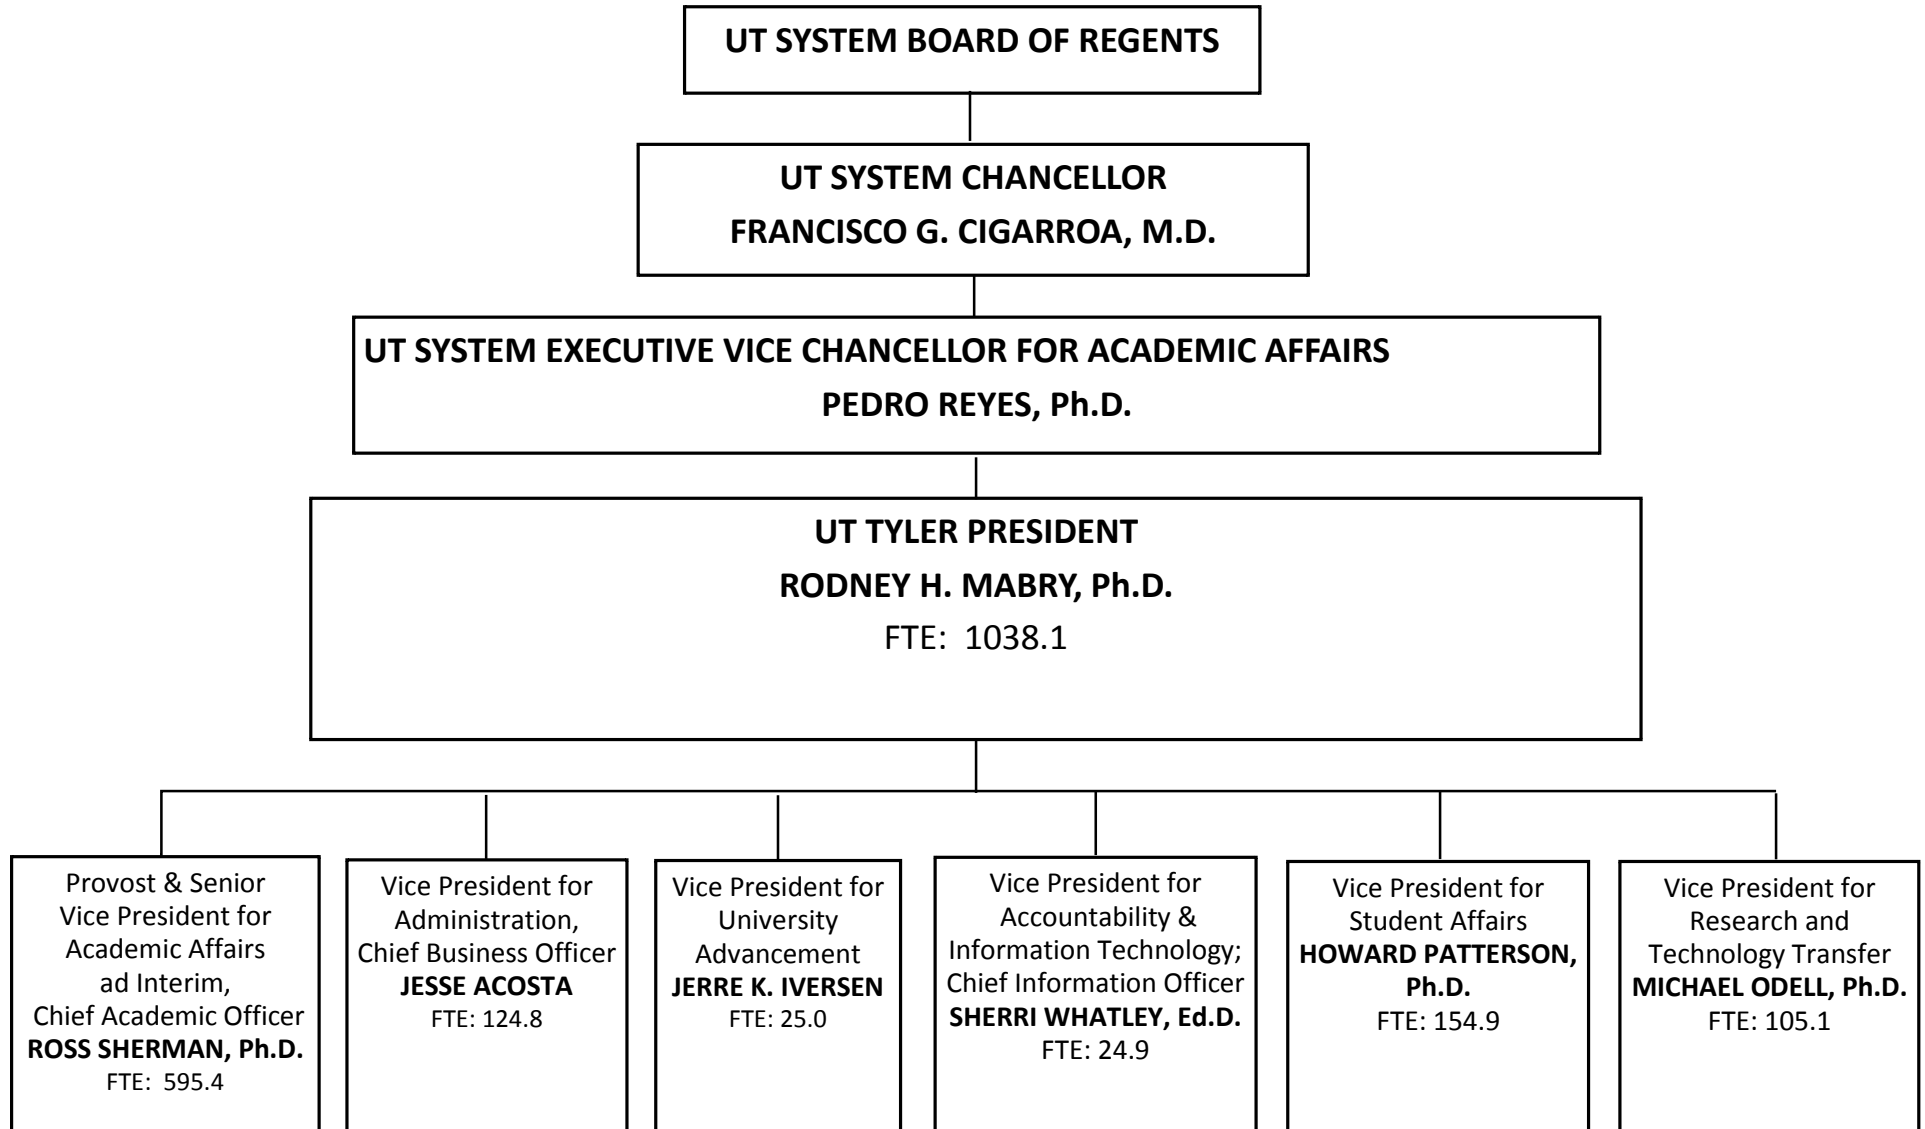 UT SYSTEM BOARD OF REGENTS
UT SYSTEM CHANCELLOR
FRANCISCO G. CIGARROA, M.D.
UT SYSTEM EXECUTIVE VICE CHANCELLOR FOR ACADEMIC AFFAIRS
PEDRO REYES, Ph.D.
UT TYLER PRESIDENT
RODNEY H. MABRY, Ph.D.
FTE: 1038.1
Provost & Senior
Vice President for
Academic Affairs
ad Interim,
Chief Academic Officer
ROSS SHERMAN, Ph.D.
FTE: 595.4
Vice President for
Administration,
Chief Business Officer
JESSE ACOSTA
FTE: 124.8
Vice President for
University
Advancement
JERRE K. IVERSEN
FTE: 25.0
Vice President for
Accountability &
Information Technology;
Chief Information Officer
SHERRI WHATLEY, Ed.D.
FTE: 24.9
Vice President for
Student Affairs
HOWARD PATTERSON,
Ph.D.
FTE: 154.9
Vice President for
Research and
Technology Transfer
MICHAEL ODELL, Ph.D.
FTE: 105.1